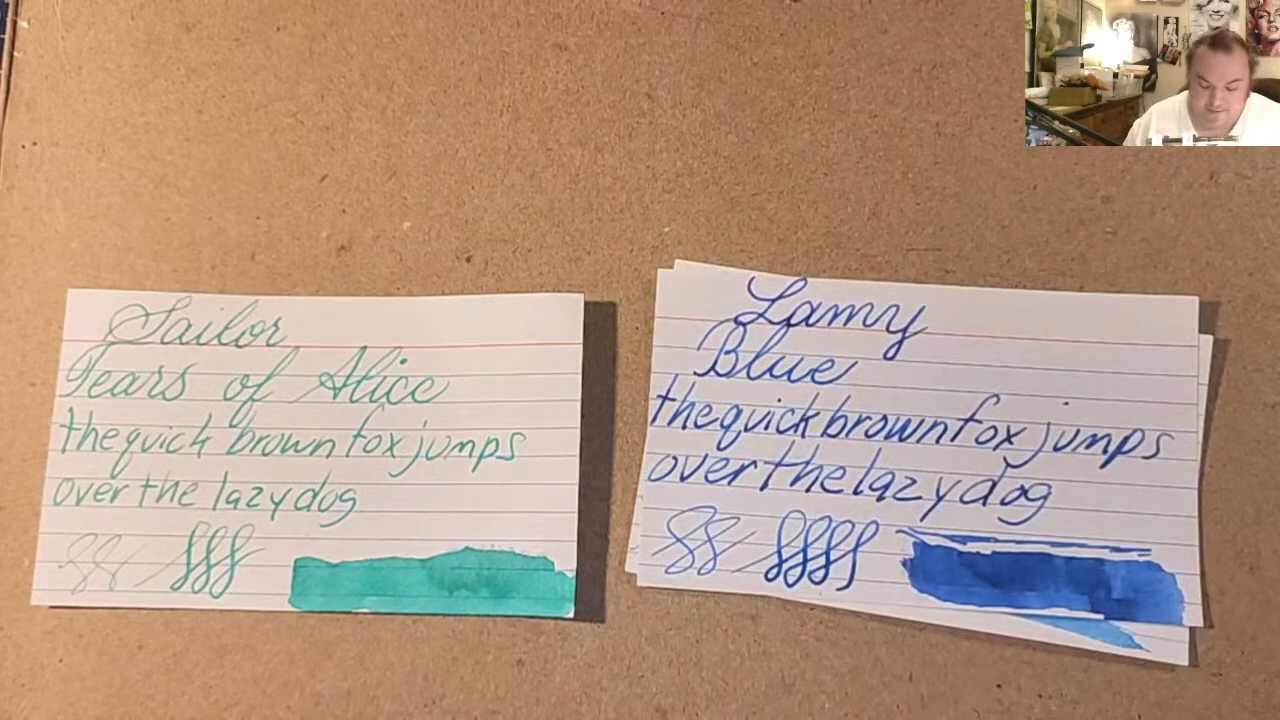 Sailor
Tears of Alice
the quick brown fox jumps
over the lazy dog
Lamy
Blue
the quick brown fox jumps
over the lazy dog